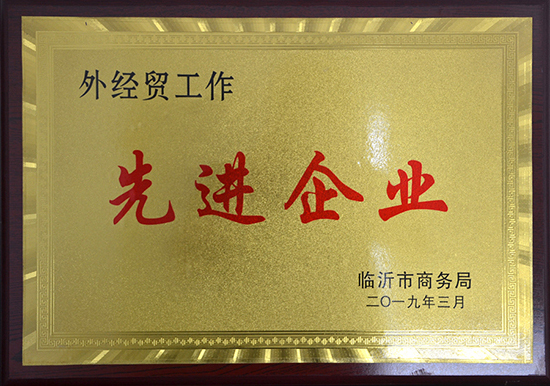 外经贸工作
先进企业
临沂市商务局
二〇一九年三月